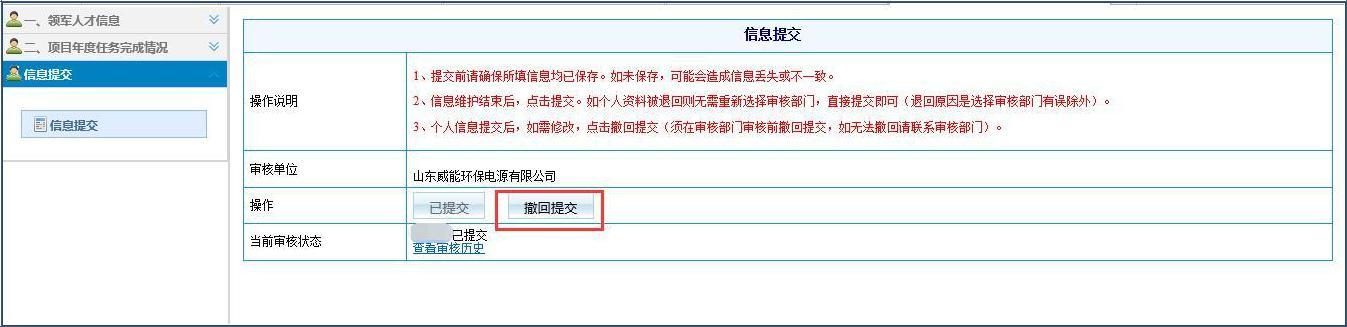 一、领军人才信息
二、项目年度任务完成情况
信息提交
信息提交
信息提交
操作说明
1、提交前请确保所填信息均已保存。如未保存，可能会造成信息丢失或不一致。
2、信息维护结束后，点击提交。如个人资料被退回则无需重新选择审核部门，直接提交即可（退回原因是选择审核部门有误除外）。
3、个人信息提交后，如需修改，点击撤回提交（须在审核部门审核前撤回提交，如无法撤回请联系审核部门）。
审核单位
山东威能环保电源有限公司
操作
已提交 撤回提交
当前审核状态
已提交
查看审核历史